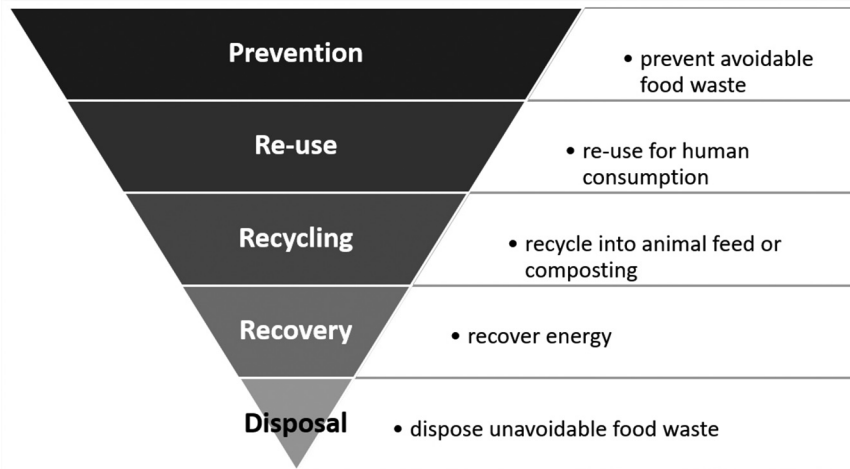 Prevention
• prevent avoidable
food waste
Re-use
• re-use for human
consumption
Recycling
• recycle into animal feed or
composting
Recovery
• recover energy
Disposal
• dispose unavoidable food waste